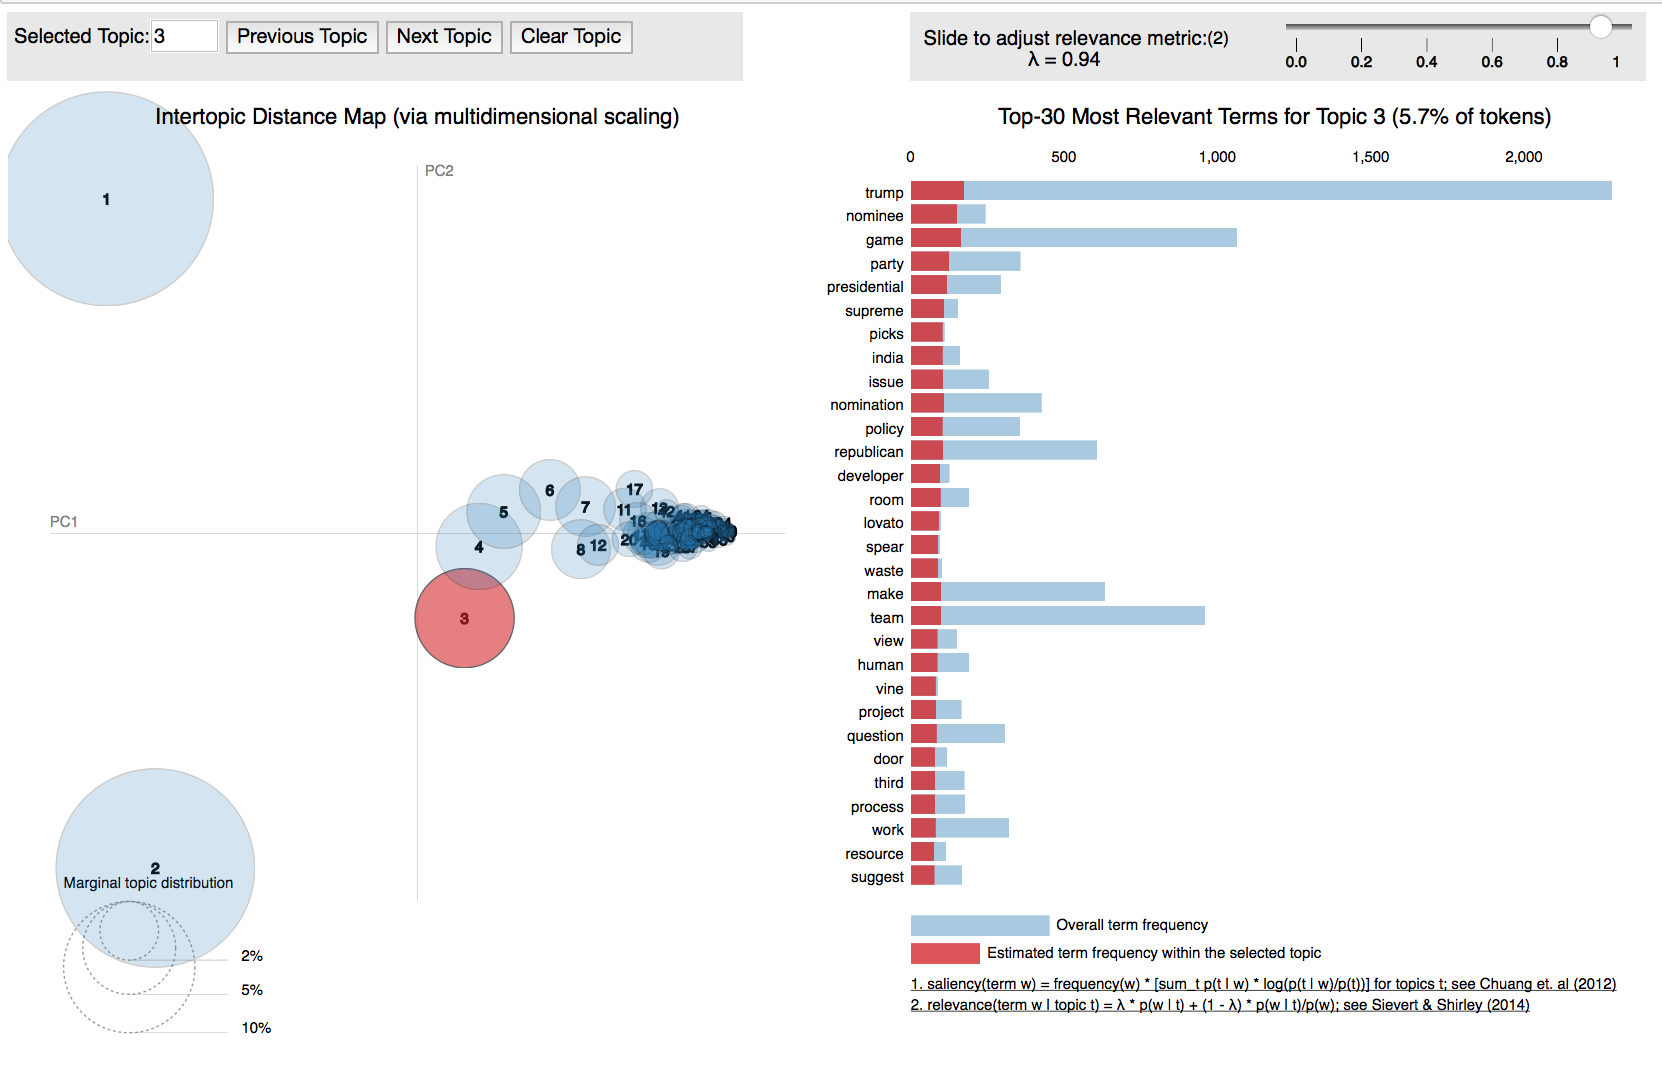 Selected Topic: 3 Previous Topic Next Topic Clear Topic
Slide to adjust relevance metric:(2)
λ = 0.94
0.0 0.2 0.4 0.6 0.8 1
Intertopic Distance Map (via multidimensional scaling)
PC2
PC1
1
2
3
4
5
6
7
8
11
12
16
17
20
Marginal topic distribution
2%
5%
10%
Top-30 Most Relevant Terms for Topic 3 (5.7% of tokens)
0 500 1,000 1,500 2,000
trump
nominee
game
party
presidential
supreme
picks
india
issue
nomination
policy
republican
developer
room
lovato
spear
waste
make
team
view
human
vine
project
question
door
third
process
work
resource
suggest
Overall term frequency
Estimated term frequency within the selected topic
1. saliency(term w) = frequency(w) * [sum_t p(t | w) * log(p(t | w)/p(t))] for topics t; see Chuang et. al (2012)
2. relevance(term w | topic t) = λ * p(w | t) + (1 - λ) * p(w | t)/p(w); see Sievert & Shirley (2014)